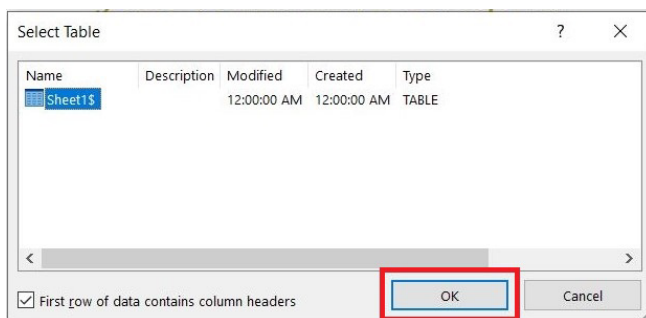 Select Table ? ×
Name Description Modified Created Type
Sheet1$ 12:00:00 AM 12:00:00 AM TABLE
First row of data contains column headers OK Cancel